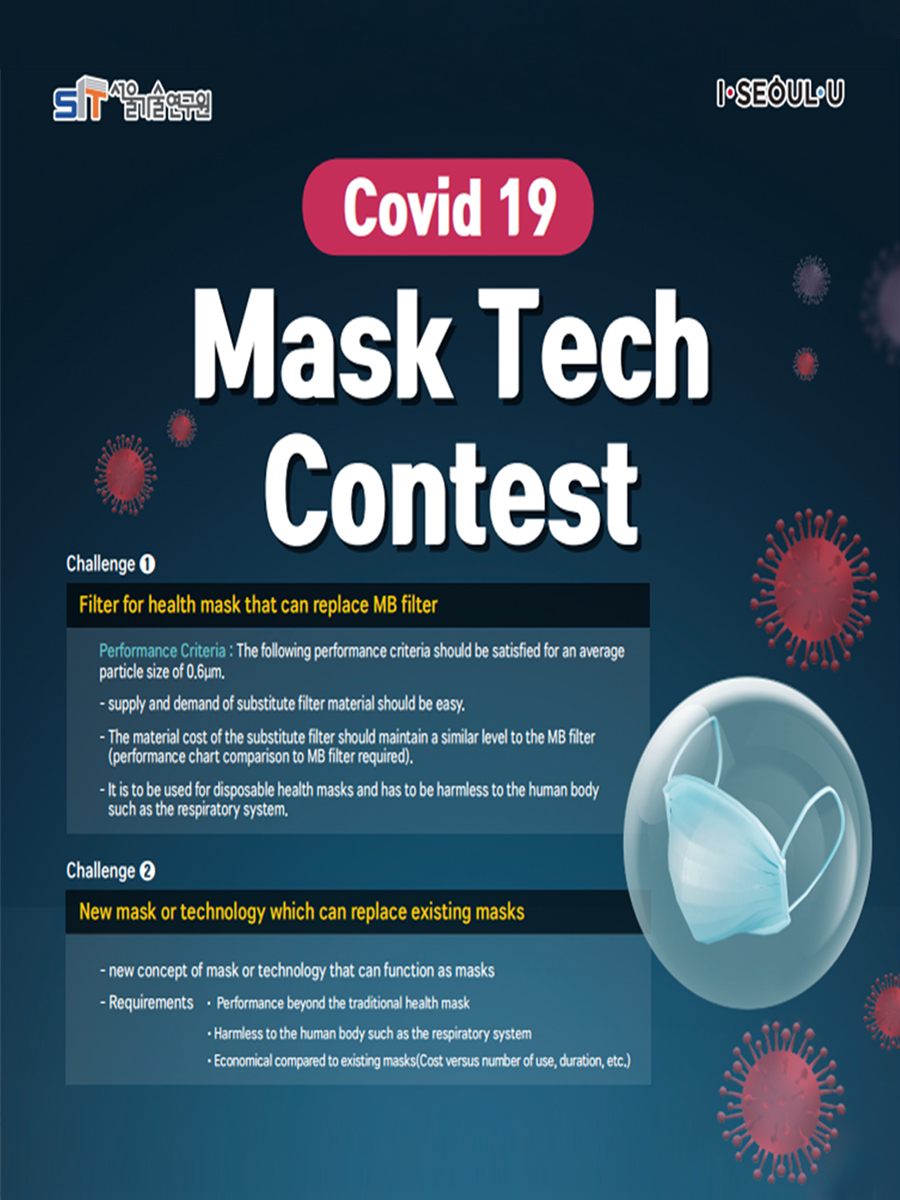 SIT 서울기술연구원
I·SEOUL·U
Covid 19
Mask Tech
Contest
Challenge ❶
Filter for health mask that can replace MB filter
Performance Criteria : The following performance criteria should be satisfied for an average
particle size of 0.6μm.
- supply and demand of substitute filter material should be easy.
- The material cost of the substitute filter should maintain a similar level to the MB filter
(performance chart comparison to MB filter required).
- It is to be used for disposable health masks and has to be harmless to the human body
such as the respiratory system.
Challenge ❷
New mask or technology which can replace existing masks
- new concept of mask or technology that can function as masks
- Requirements · Performance beyond the traditional health mask
· Harmless to the human body such as the respiratory system
· Economical compared to existing masks(Cost versus number of use, duration, etc.)